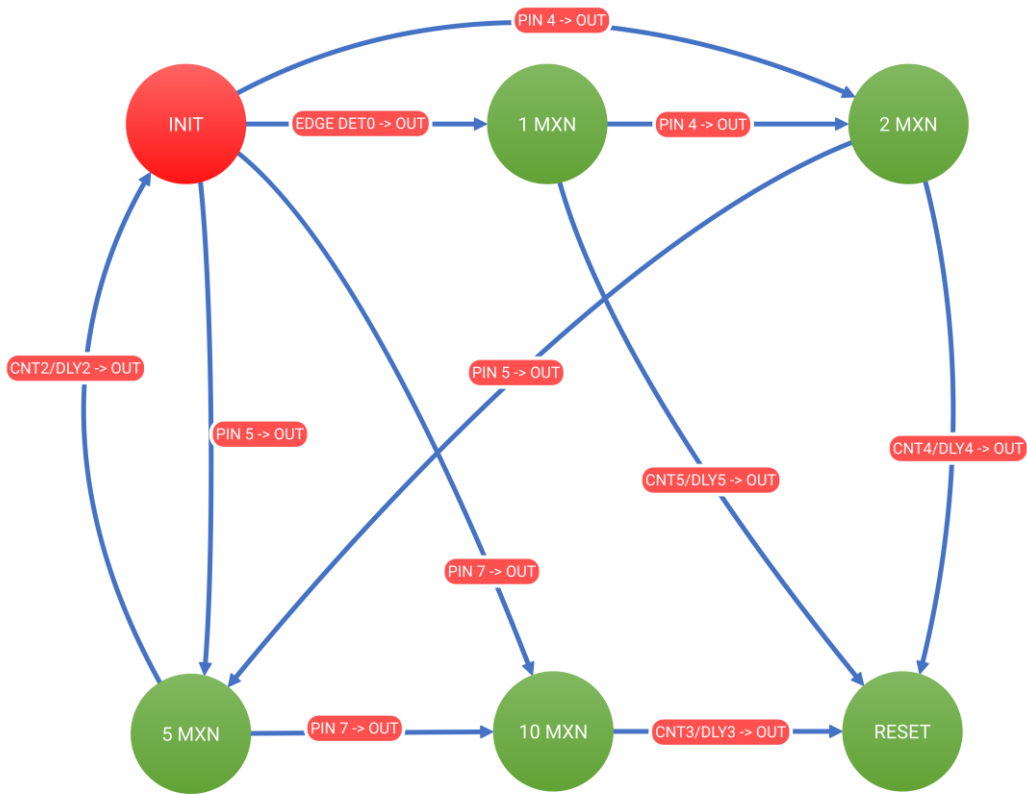 PIN 4 -> OUT
INIT
EDGE DET0 -> OUT
1 MXN
PIN 4 -> OUT
2 MXN
CNT2/DLY2 -> OUT
PIN 5 -> OUT
PIN 5 -> OUT
CNT4/DLY4 -> OUT
CNT5/DLY5 -> OUT
PIN 7 -> OUT
5 MXN
PIN 7 -> OUT
10 MXN
CNT3/DLY3 -> OUT
RESET